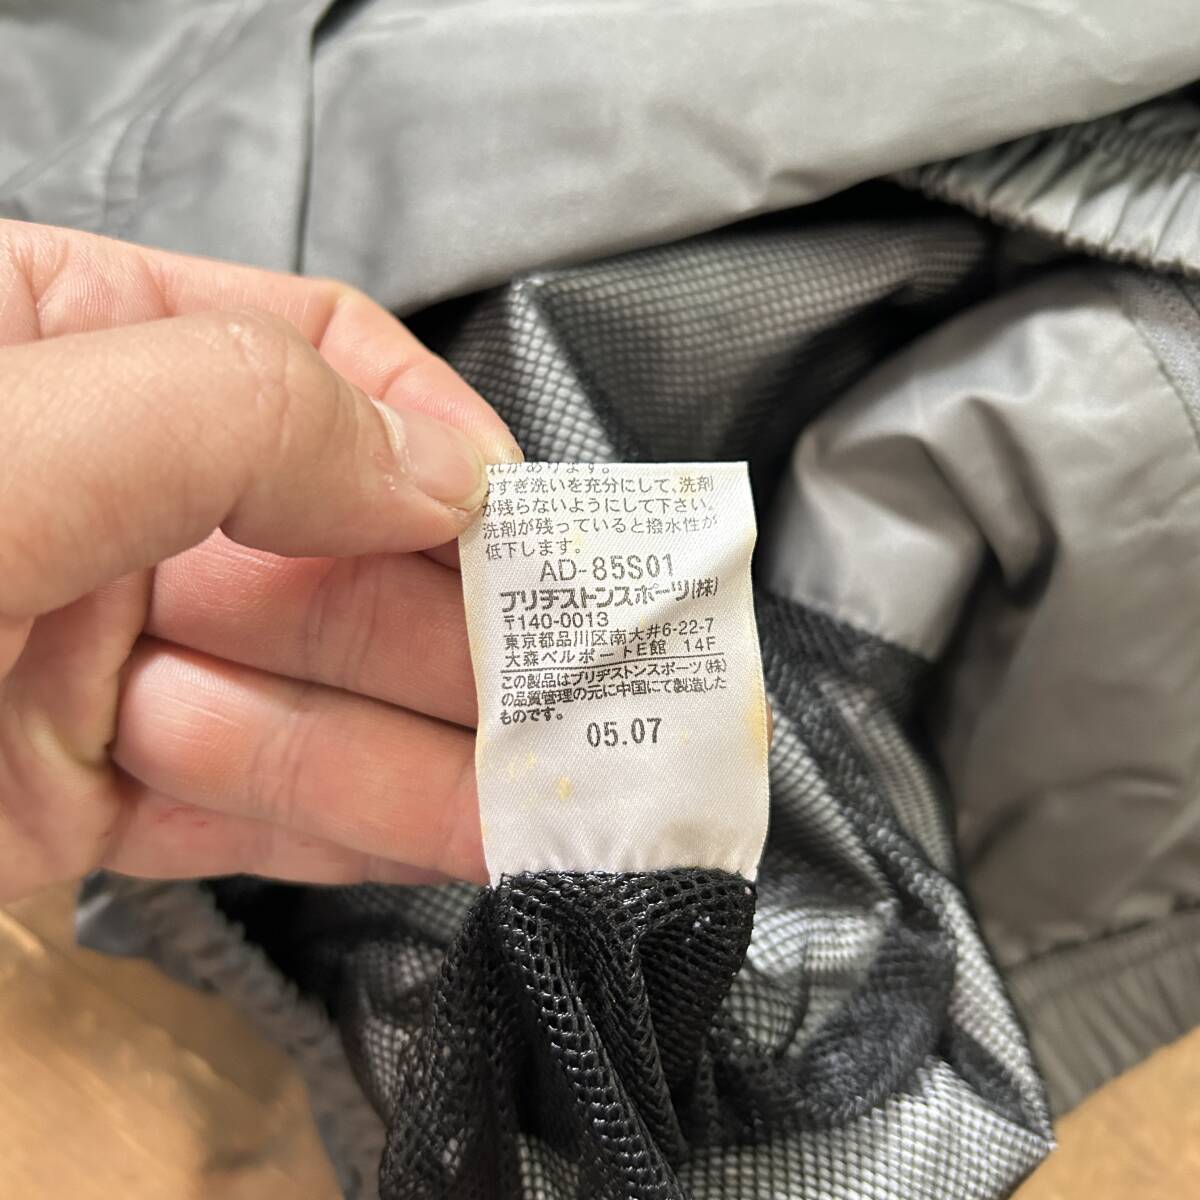 れがあります。
ゆすぎ洗いを充分にして、洗剤
が残らないようにして下さい。
洗剤が残っていると撥水性が
低下します。
AD-85S01
ブリヂストンスポーツ(株)
〒140-0013
東京都品川区南大井6-22-7
大森ベルポートE館 14F
この製品はブリヂストンスポーツ(株)
の品質管理の元に中国にて製造した
ものです。
05.07